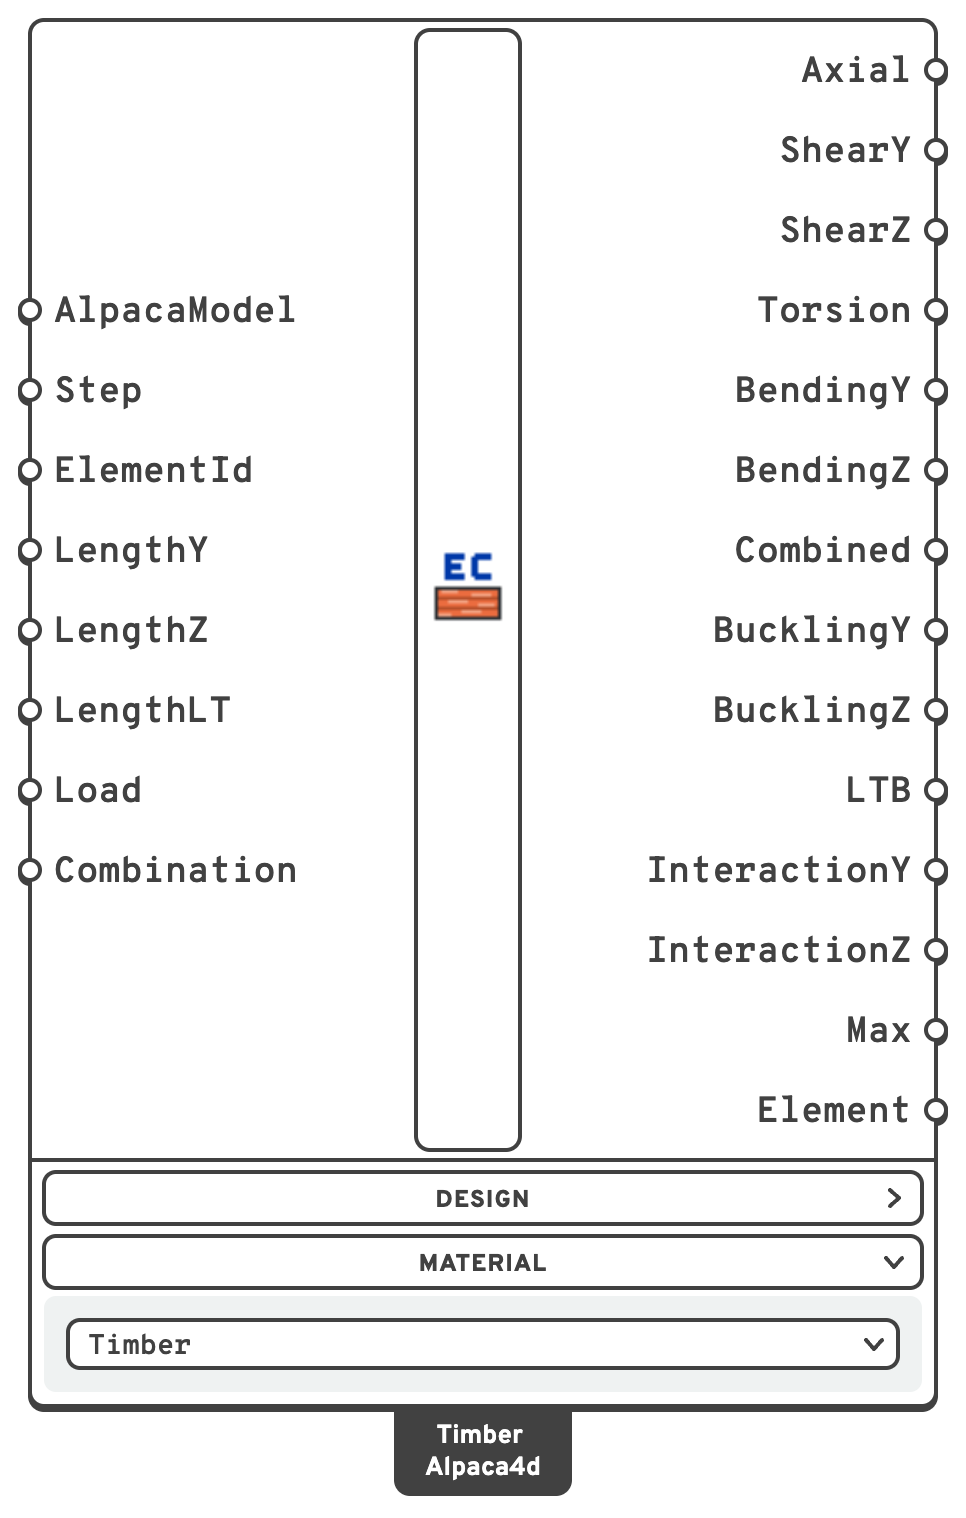 AlpacaModel
Step
ElementId
LengthY
LengthZ
LengthLT
Load
Combination
EC
Axial
ShearY
ShearZ
Torsion
BendingY
BendingZ
Combined
BucklingY
BucklingZ
LTB
InteractionY
InteractionZ
Max
Element
DESIGN
MATERIAL
Timber
Timber
Alpaca4d